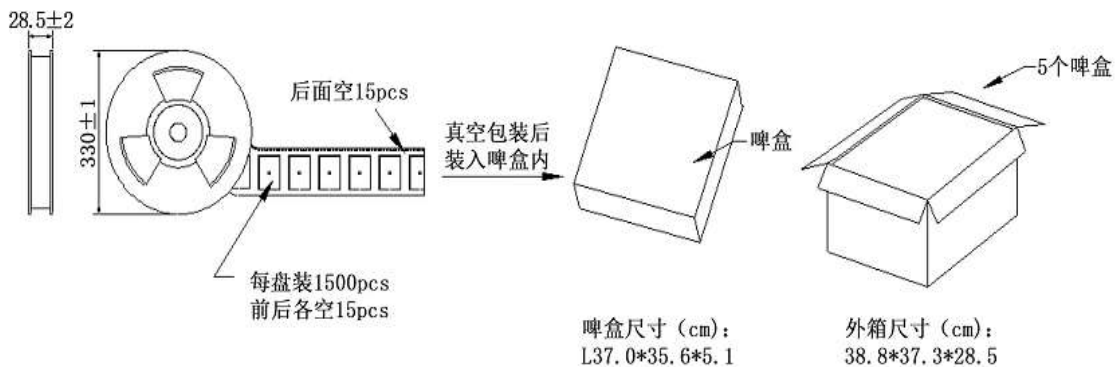 28.5±2
330±1
后面空15pcs
每盘装1500pcs
前后各空15pcs
真空包装后
装入啤盒内
啤盒
5个啤盒
啤盒尺寸（cm）：
L37.0*35.6*5.1
外箱尺寸（cm）：
38.8*37.3*28.5